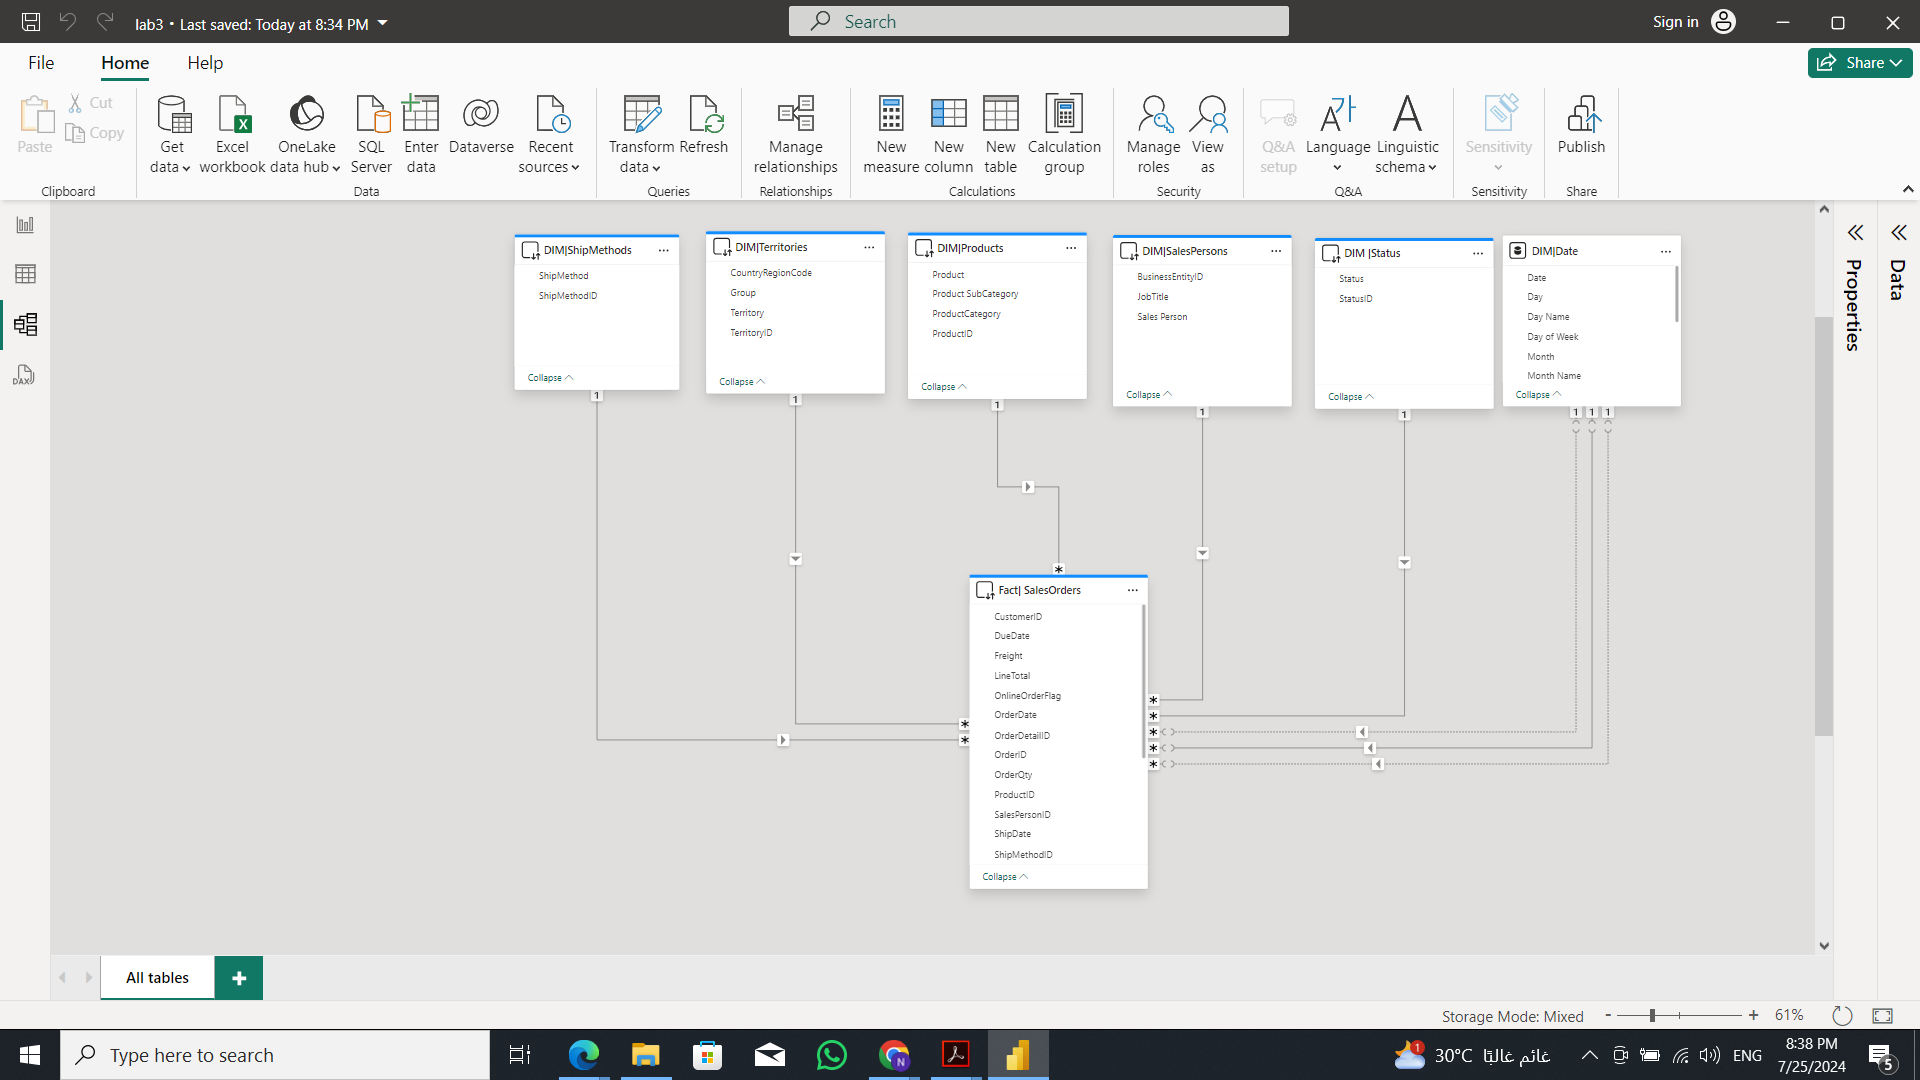 lab3 • Last saved: Today at 8:34 PM
Search
Sign in
File
Home
Help
Share
Paste
Cut
Copy
Get data
Excel workbook
OneLake data hub
SQL Server
Enter data
Dataverse
Recent sources
Transform data
Refresh
Manage relationships
New measure
New column
New table
Calculation group
Manage roles
View as
Q&A setup
Language
Linguistic schema
Sensitivity
Publish
Clipboard
Data
Queries
Relationships
Calculations
Security
Q&A
Sensitivity
Share
DAX
DIM|ShipMethods
ShipMethod
ShipMethodID
Collapse
1
DIM|Territories
CountryRegionCode
Group
Territory
TerritoryID
Collapse
1
DIM|Products
Product
Product SubCategory
ProductCategory
ProductID
Collapse
1
DIM|SalesPersons
BusinessEntityID
JobTitle
Sales Person
Collapse
1
DIM |Status
Status
StatusID
Collapse
1
DIM|Date
Date
Day
Day Name
Day of Week
Month
Month Name
Collapse
1 1 1
Fact| SalesOrders
CustomerID
DueDate
Freight
LineTotal
OnlineOrderFlag
OrderDate
OrderDetailID
OrderID
OrderQty
ProductID
SalesPersonID
ShipDate
ShipMethodID
Collapse
Properties
Data
All tables
Storage Mode: Mixed
61%
Type here to search
1
30°C غائم غالبًا
ENG
8:38 PM
7/25/2024
5